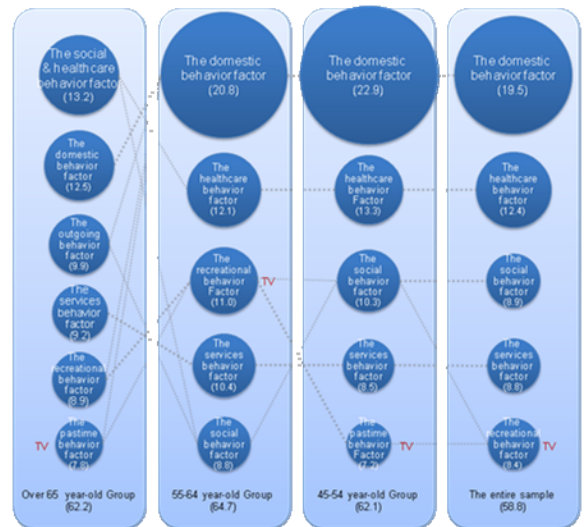 The social
& healthcare
behavior factor
(13.2)
The
domestic
behavior
factor
(12.5)
The
outgoing
behavior
factor
(9.9)
The
services
behavior
factor
(9.2)
The
recreational
behavior
factor
(8.9)
TV
The
pastime
behavior
factor
(7.8)
Over 65 year-old Group
(62.2)
The domestic
behavior factor
(20.8)
The
healthcare
behavior
factor
(12.1)
The
recreational
behavior
Factor
(11.0)
TV
The
services
behavior
factor
(10.4)
The
social
behavior
factor
(8.8)
55-64 year-old Group
(64.7)
The domestic
behavior factor
(22.9)
The
healthcare
behavior
Factor
(13.3)
The
social
behavior
factor
(10.3)
The
services
behavior
factor
(8.5)
The
pastime
behavior
Factor
(7.2)
TV
45-54 year-old Group
(62.1)
The domestic
behavior factor
(19.5)
The
healthcare
behavior
factor
(12.4)
The
social
behavior
factor
(8.9)
The
services
behavior
factor
(8.8)
The
recreational
behavior
factor
(8.4)
TV
The entire sample
(58.8)